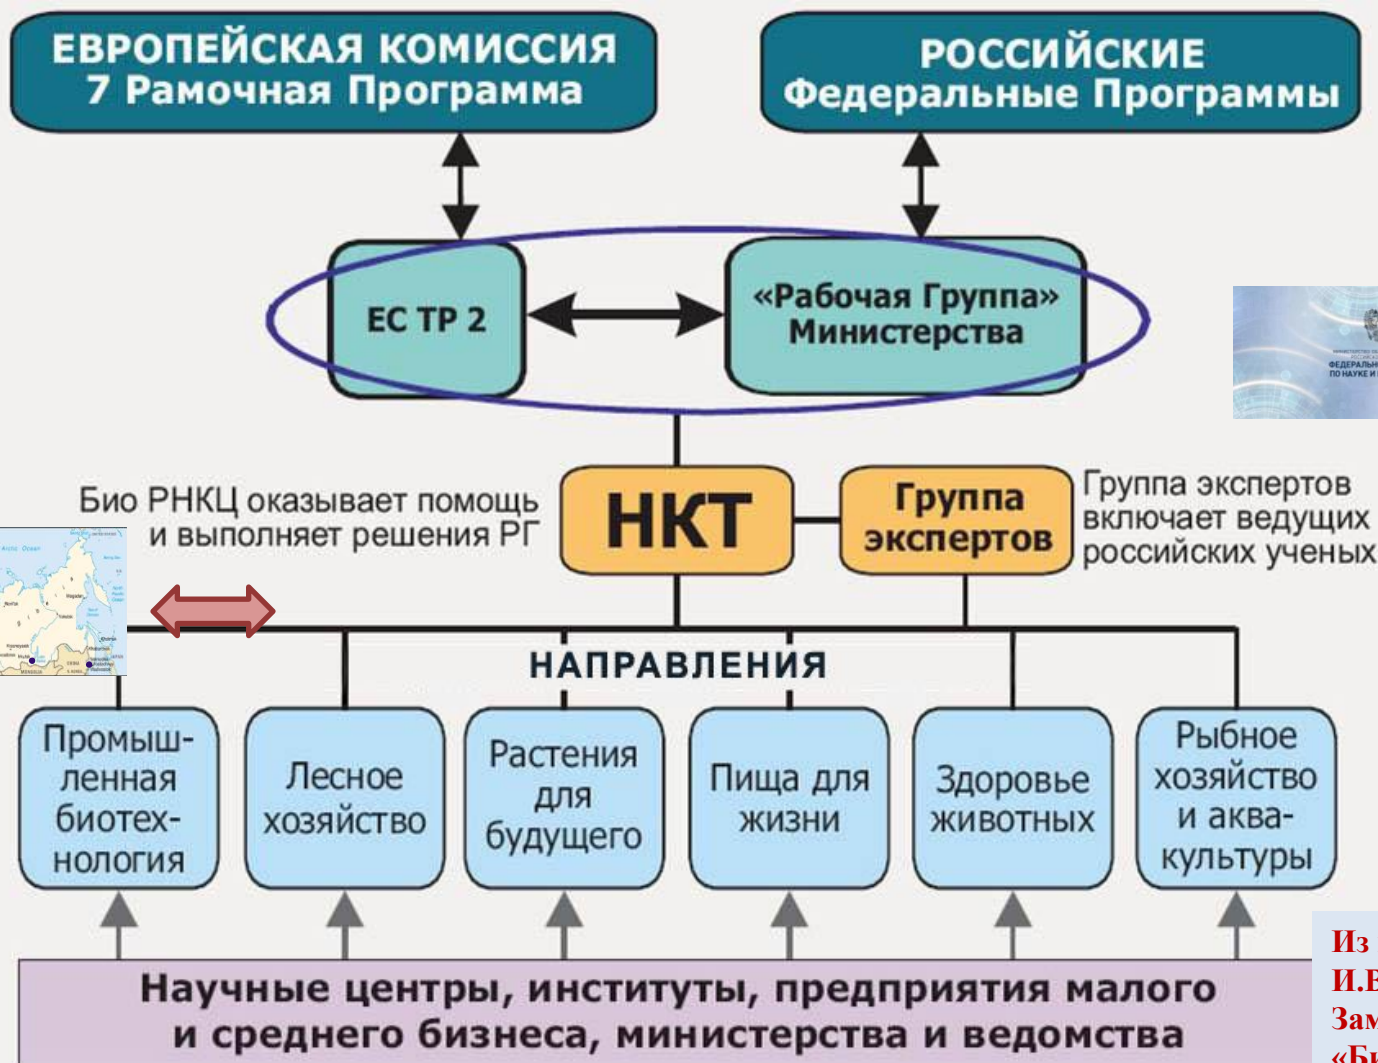 ЕВРОПЕЙСКАЯ КОМИССИЯ
7 Рамочная Программа
РОССИЙСКИЕ
Федеральные Программы
ЕС ТР 2
«Рабочая Группа»
Министерства
Био РНКЦ оказывает помощь
и выполняет решения РГ
НКТ
Группа
экспертов
Группа экспертов
включает ведущих
российских ученых
НАПРАВЛЕНИЯ
Промыш-
ленная
биотех-
нология
Лесное
хозяйство
Растения
для
будущего
Пища для
жизни
Здоровье
животных
Рыбное
хозяйство
и аква-
культуры
Научные центры, институты, предприятия малого
и среднего бизнеса, министерства и ведомства
Из
И.В
Зам
«Би